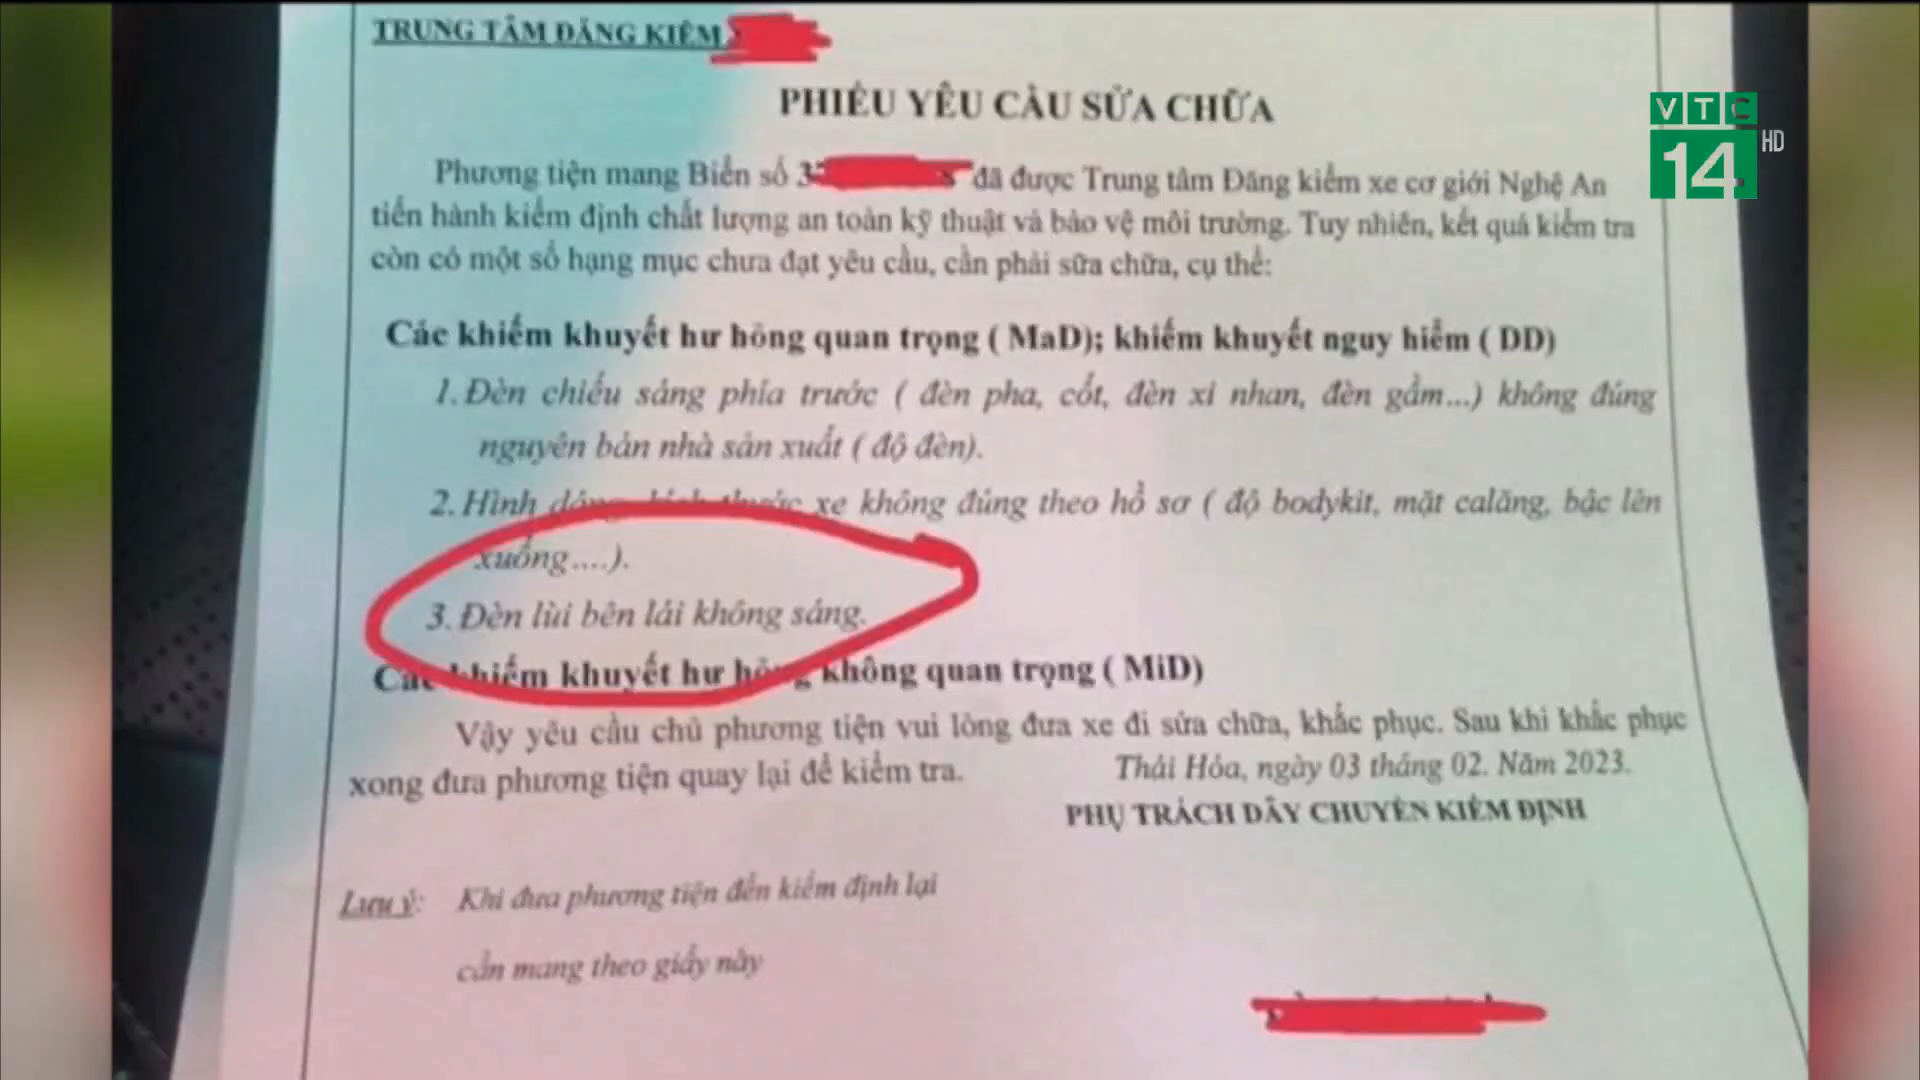 TRUNG TÂM ĐĂNG KIỂM
PHIẾU YÊU CẦU SỬA CHỮA
VTC
14 HD
Phương tiện mang Biển số 3 đã được Trung tâm Đăng kiểm xe cơ giới Nghệ An
tiến hành kiểm định chất lượng an toàn kỹ thuật và bảo vệ môi trường. Tuy nhiên, kết quả kiểm tra
còn có một số hạng mục chưa đạt yêu cầu, cần phải sữa chữa, cụ thể:
Các khiếm khuyết hư hỏng quan trọng ( MaD); khiếm khuyết nguy hiểm ( DD)
1. Đèn chiếu sáng phía trước ( đèn pha, cốt, đèn xi nhan, đèn gầm...) không đúng
nguyên bản nhà sản xuất ( độ đèn).
2. Hình dáng, kích thước xe không đúng theo hồ sơ ( độ bodykit, mặt calăng, bậc lên
xuống....).
3. Đèn lùi bên lái không sáng.
Các khiếm khuyết hư hỏng không quan trọng ( MiD)
Vậy yêu cầu chủ phương tiện vui lòng đưa xe đi sửa chữa, khắc phục. Sau khi khắc phục
xong đưa phương tiện quay lại để kiểm tra.
Thái Hòa, ngày 03 tháng 02. Năm 2023.
PHỤ TRÁCH DÂY CHUYỀN KIỂM ĐỊNH
Lưu ý: Khi đưa phương tiện đến kiểm định lại
cần mang theo giấy này